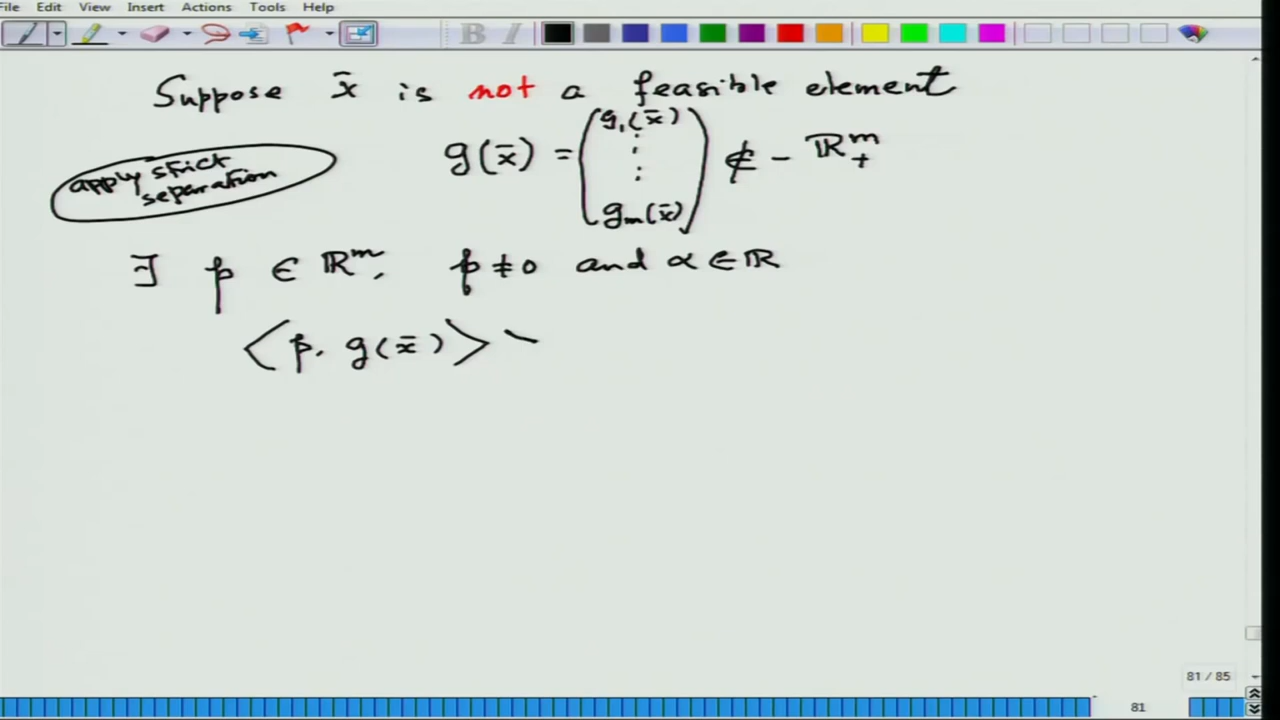 File Edit View Insert Actions Tools Help
B I
Suppose x̄ is not a feasible element
g(x̄) = ( g₁(x̄) ⋮ gₘ(x̄) ) ∉ - ℝᵐ₊
apply strict
separation
∃ p ∈ ℝᵐ, p ≠ 0 and α ∈ ℝ
⟨p, g(x̄)⟩
81 / 85
81